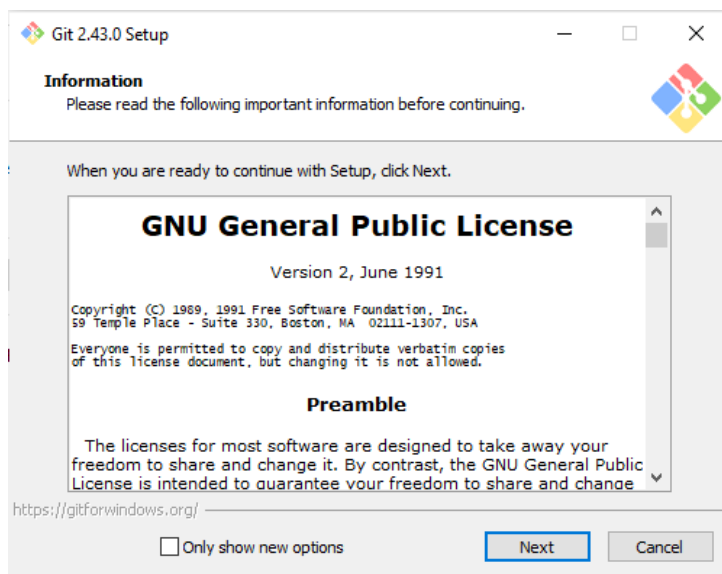 Git 2.43.0 Setup
Information
Please read the following important information before continuing.
When you are ready to continue with Setup, click Next.
GNU General Public License
Version 2, June 1991
Copyright (C) 1989, 1991 Free Software Foundation, Inc.
59 Temple Place - Suite 330, Boston, MA 02111-1307, USA
Everyone is permitted to copy and distribute verbatim copies
of this license document, but changing it is not allowed.
Preamble
The licenses for most software are designed to take away your
freedom to share and change it. By contrast, the GNU General Public
License is intended to guarantee your freedom to share and change
https://gitforwindows.org/
Only show new options
Next
Cancel